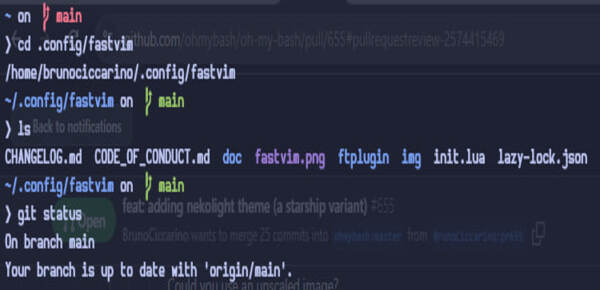 ~ on main
github.com/ohmybash/oh-my-bash/pull/655#pullrequestreview-2574415469
❯ cd .config/fastvim
/home/brunociccarino/.config/fastvim
~/.config/fastvim on main
❯ ls
Back to notifications
CHANGELOG.md CODE_OF_CONDUCT.md doc fastvim.png ftplugin img init.lua lazy-lock.json
~/.config/fastvim on main
feat: adding nekolight theme (a starship variant) #655
❯ git status
Open
BrunoCiccarino wants to merge 25 commits into ohmybash:master from
On branch main
Your branch is up to date with 'origin/main'.
Could you use an unscaled image?